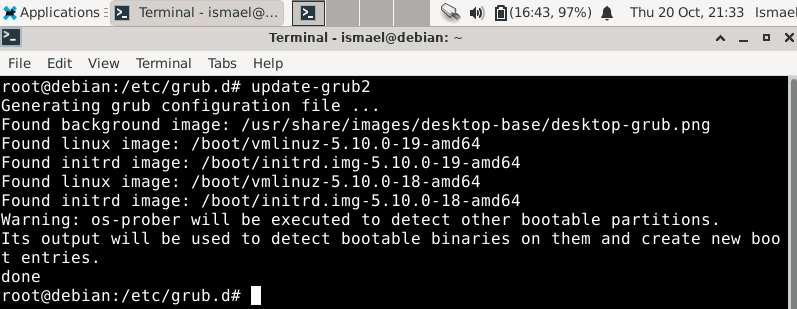 Applications Terminal - ismael@... (16:43, 97%) Thu 20 Oct, 21:33 Ismael
Terminal - ismael@debian: ~
File Edit View Terminal Tabs Help
root@debian:/etc/grub.d# update-grub2
Generating grub configuration file ...
Found background image: /usr/share/images/desktop-base/desktop-grub.png
Found linux image: /boot/vmlinuz-5.10.0-19-amd64
Found initrd image: /boot/initrd.img-5.10.0-19-amd64
Found linux image: /boot/vmlinuz-5.10.0-18-amd64
Found initrd image: /boot/initrd.img-5.10.0-18-amd64
Warning: os-prober will be executed to detect other bootable partitions.
Its output will be used to detect bootable binaries on them and create new boo
t entries.
done
root@debian:/etc/grub.d#